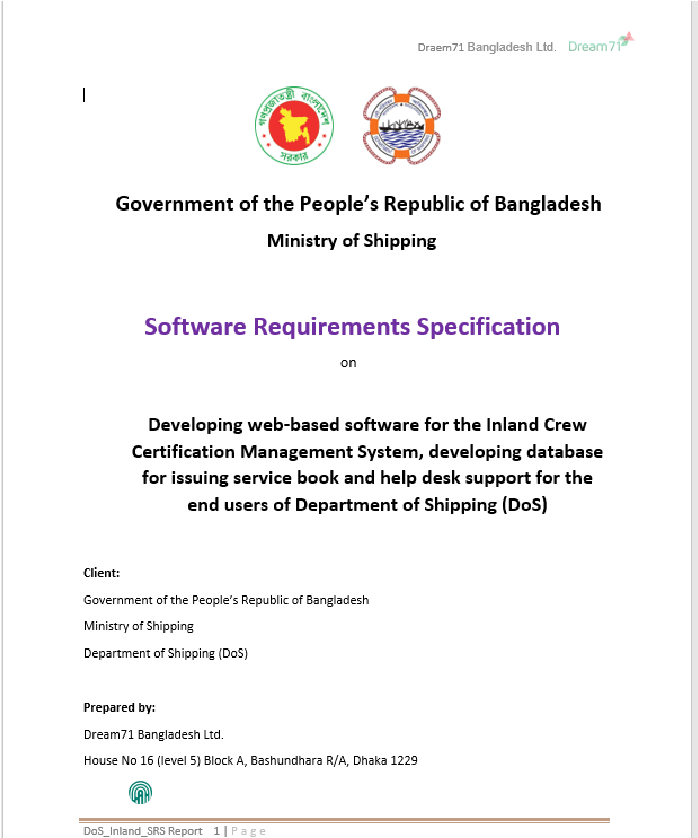 Draem71 Bangladesh Ltd. Dream71
গণপ্রজাতন্ত্রী বাংলাদেশ
সরকার
Government of the People’s Republic of Bangladesh
Ministry of Shipping
Software Requirements Specification
on
Developing web-based software for the Inland Crew
Certification Management System, developing database
for issuing service book and help desk support for the
end users of Department of Shipping (DoS)
Client:
Government of the People’s Republic of Bangladesh
Ministry of Shipping
Department of Shipping (DoS)
Prepared by:
Dream71 Bangladesh Ltd.
House No 16 (level 5) Block A, Bashundhara R/A, Dhaka 1229
DoS_Inland_SRS Report 1 | P a g e